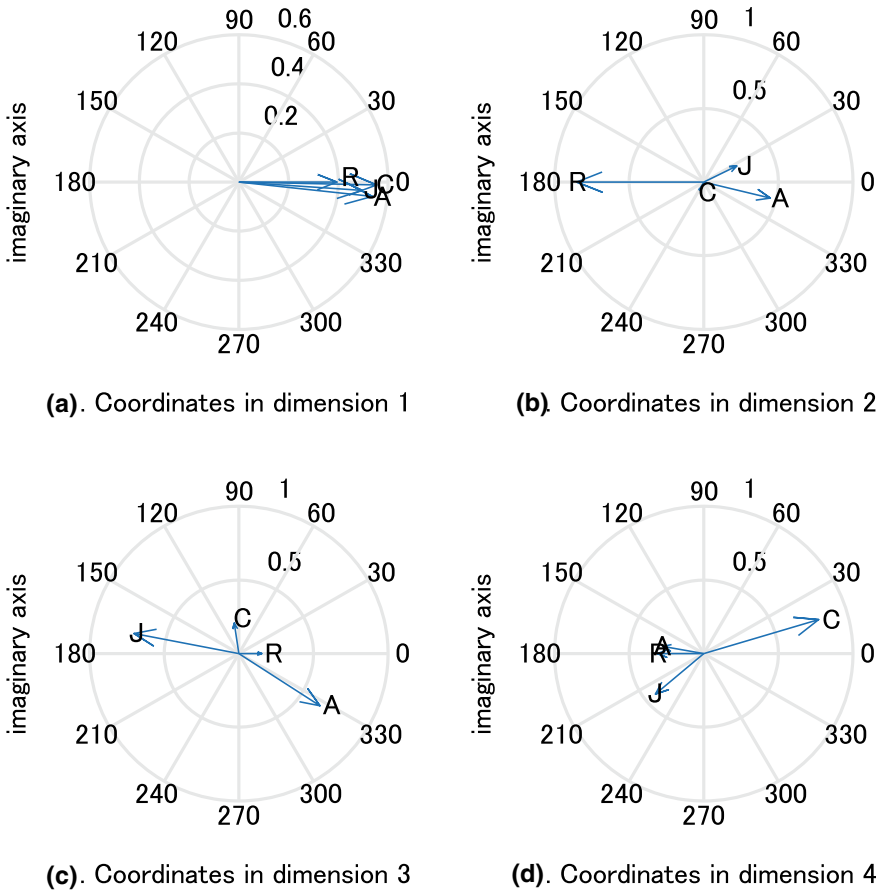 90 0.6
120 60
0.4
150 0.2 30
imaginary axis
180 R C 0
J
A
210 330
240 300
270
(a). Coordinates in dimension 1
90 1
120 60
0.5
150 30
imaginary axis
J
180 R 0
C A
210 330
240 300
270
(b). Coordinates in dimension 2
90 1
120 60
0.5
150 30
imaginary axis
C
J
180 R 0
A
210 330
240 300
270
(c). Coordinates in dimension 3
90 1
120 60
0.5
150 30
imaginary axis
C
A
180 R 0
J
210 330
240 300
270
(d). Coordinates in dimension 4